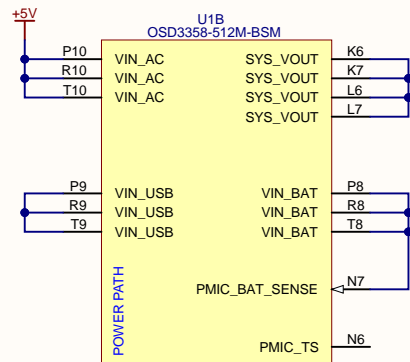 +5V
U1B
OSD3358-512M-BSM
P10 VIN_AC SYS_VOUT K6
R10 VIN_AC SYS_VOUT K7
T10 VIN_AC SYS_VOUT L6
SYS_VOUT L7
P9 VIN_USB VIN_BAT P8
R9 VIN_USB VIN_BAT R8
T9 VIN_USB VIN_BAT T8
PMIC_BAT_SENSE N7
PMIC_TS N6
POWER PATH